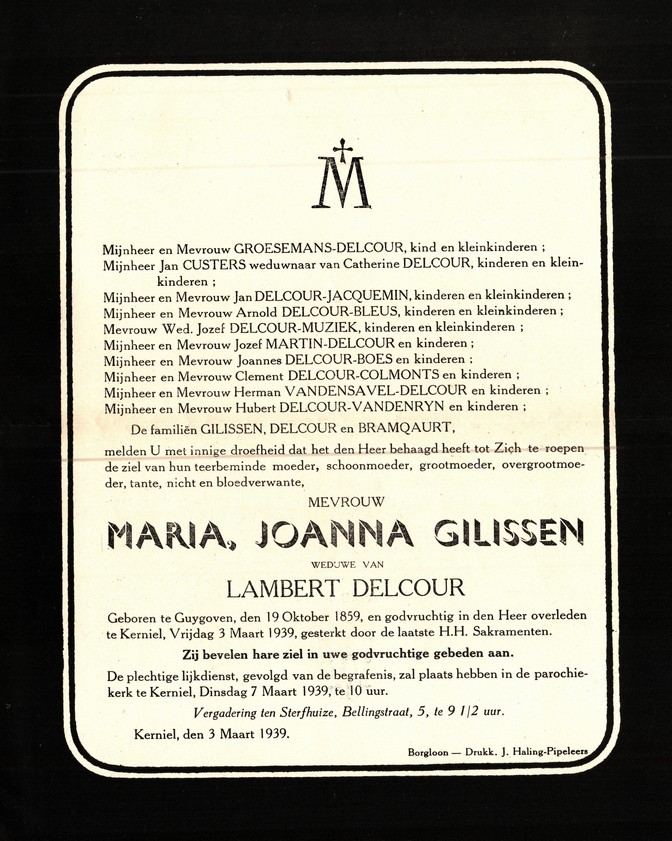 M
Mijnheer en Mevrouw GROESEMANS-DELCOUR, kind en kleinkinderen ;
Mijnheer Jan CUSTERS weduwnaar van Catherine DELCOUR, kinderen en klein-
kinderen ;
Mijnheer en Mevrouw Jan DELCOUR-JACQUEMIN, kinderen en kleinkinderen ;
Mijnheer en Mevrouw Arnold DELCOUR-BLEUS, kinderen en kleinkinderen ;
Mevrouw Wed. Jozef DELCOUR-MUZIEK, kinderen en kleinkinderen ;
Mijnheer en Mevrouw Jozef MARTIN-DELCOUR en kinderen ;
Mijnheer en Mevrouw Joannes DELCOUR-BOES en kinderen ;
Mijnheer en Mevrouw Clement DELCOUR-COLMONTS en kinderen ;
Mijnheer en Mevrouw Herman VANDENSAVEL-DELCOUR en kinderen ;
Mijnheer en Mevrouw Hubert DELCOUR-VANDENRYN en kinderen ;
De familiën GILISSEN, DELCOUR en BRAMQAURT,
melden U met innige droefheid dat het den Heer behaagd heeft tot Zich te roepen
de ziel van hun teerbeminde moeder, schoonmoeder, grootmoeder, overgrootmoe-
der, tante, nicht en bloedverwante,
MEVROUW
MARIA, JOANNA GILISSEN
WEDUWE VAN
LAMBERT DELCOUR
Geboren te Guygoven, den 19 Oktober 1859, en godvruchtig in den Heer overleden
te Kerniel, Vrijdag 3 Maart 1939, gesterkt door de laatste H.H. Sakramenten.
Zij bevelen hare ziel in uwe godvruchtige gebeden aan.
De plechtige lijkdienst, gevolgd van de begrafenis, zal plaats hebben in de parochie-
kerk te Kerniel, Dinsdag 7 Maart 1939, te 10 uur.
Vergadering ten Sterfhuize, Bellingstraat, 5, te 9 1/2 uur.
Kerniel, den 3 Maart 1939.
Borgloon — Drukk. J. Haling-Pipeleers